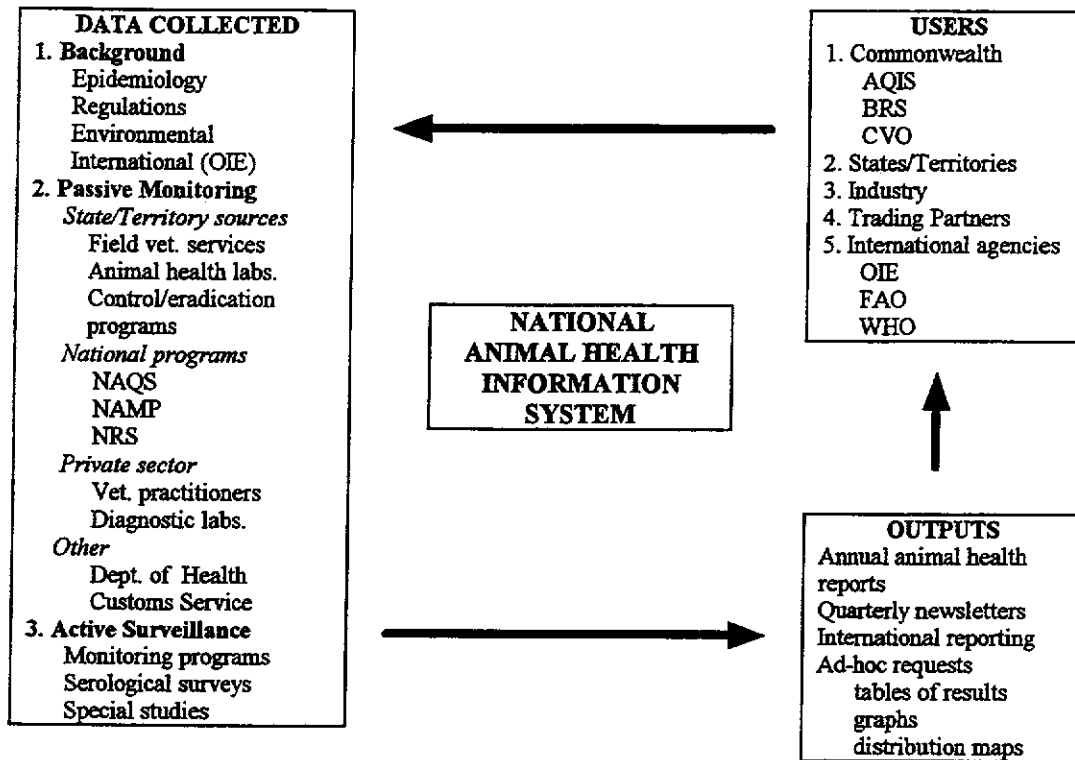 DATA COLLECTED
1. Background
Epidemiology
Regulations
Environmental
International (OIE)
2. Passive Monitoring
State/Territory sources
Field vet. services
Animal health labs.
Control/eradication
programs
National programs
NAQS
NAMP
NRS
Private sector
Vet. practitioners
Diagnostic labs.
Other
Dept. of Health
Customs Service
3. Active Surveillance
Monitoring programs
Serological surveys
Special studies
NATIONAL
ANIMAL HEALTH
INFORMATION
SYSTEM
USERS
1. Commonwealth
AQIS
BRS
CVO
2. States/Territories
3. Industry
4. Trading Partners
5. International agencies
OIE
FAO
WHO
OUTPUTS
Annual animal health
reports
Quarterly newsletters
International reporting
Ad-hoc requests
tables of results
graphs
distribution maps